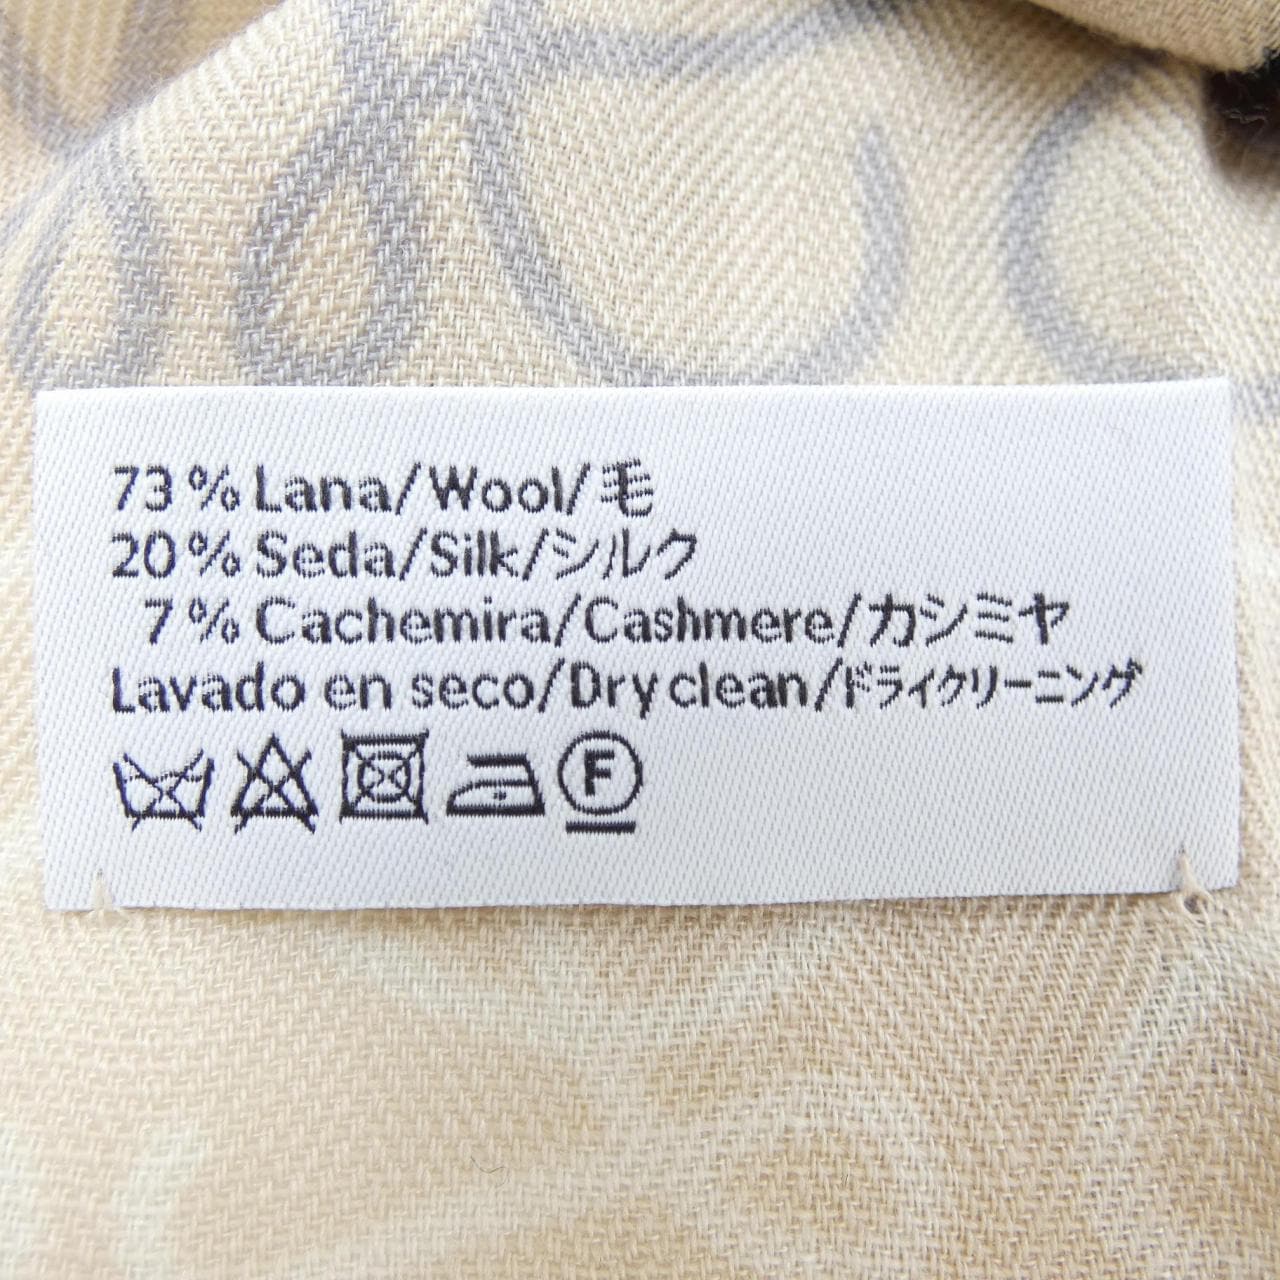 73% Lana/Wool/毛
20% Seda/Silk/シルク
7% Cachemira/Cashmere/カシミヤ
Lavado en seco/Dry clean/ドライクリーニング
F